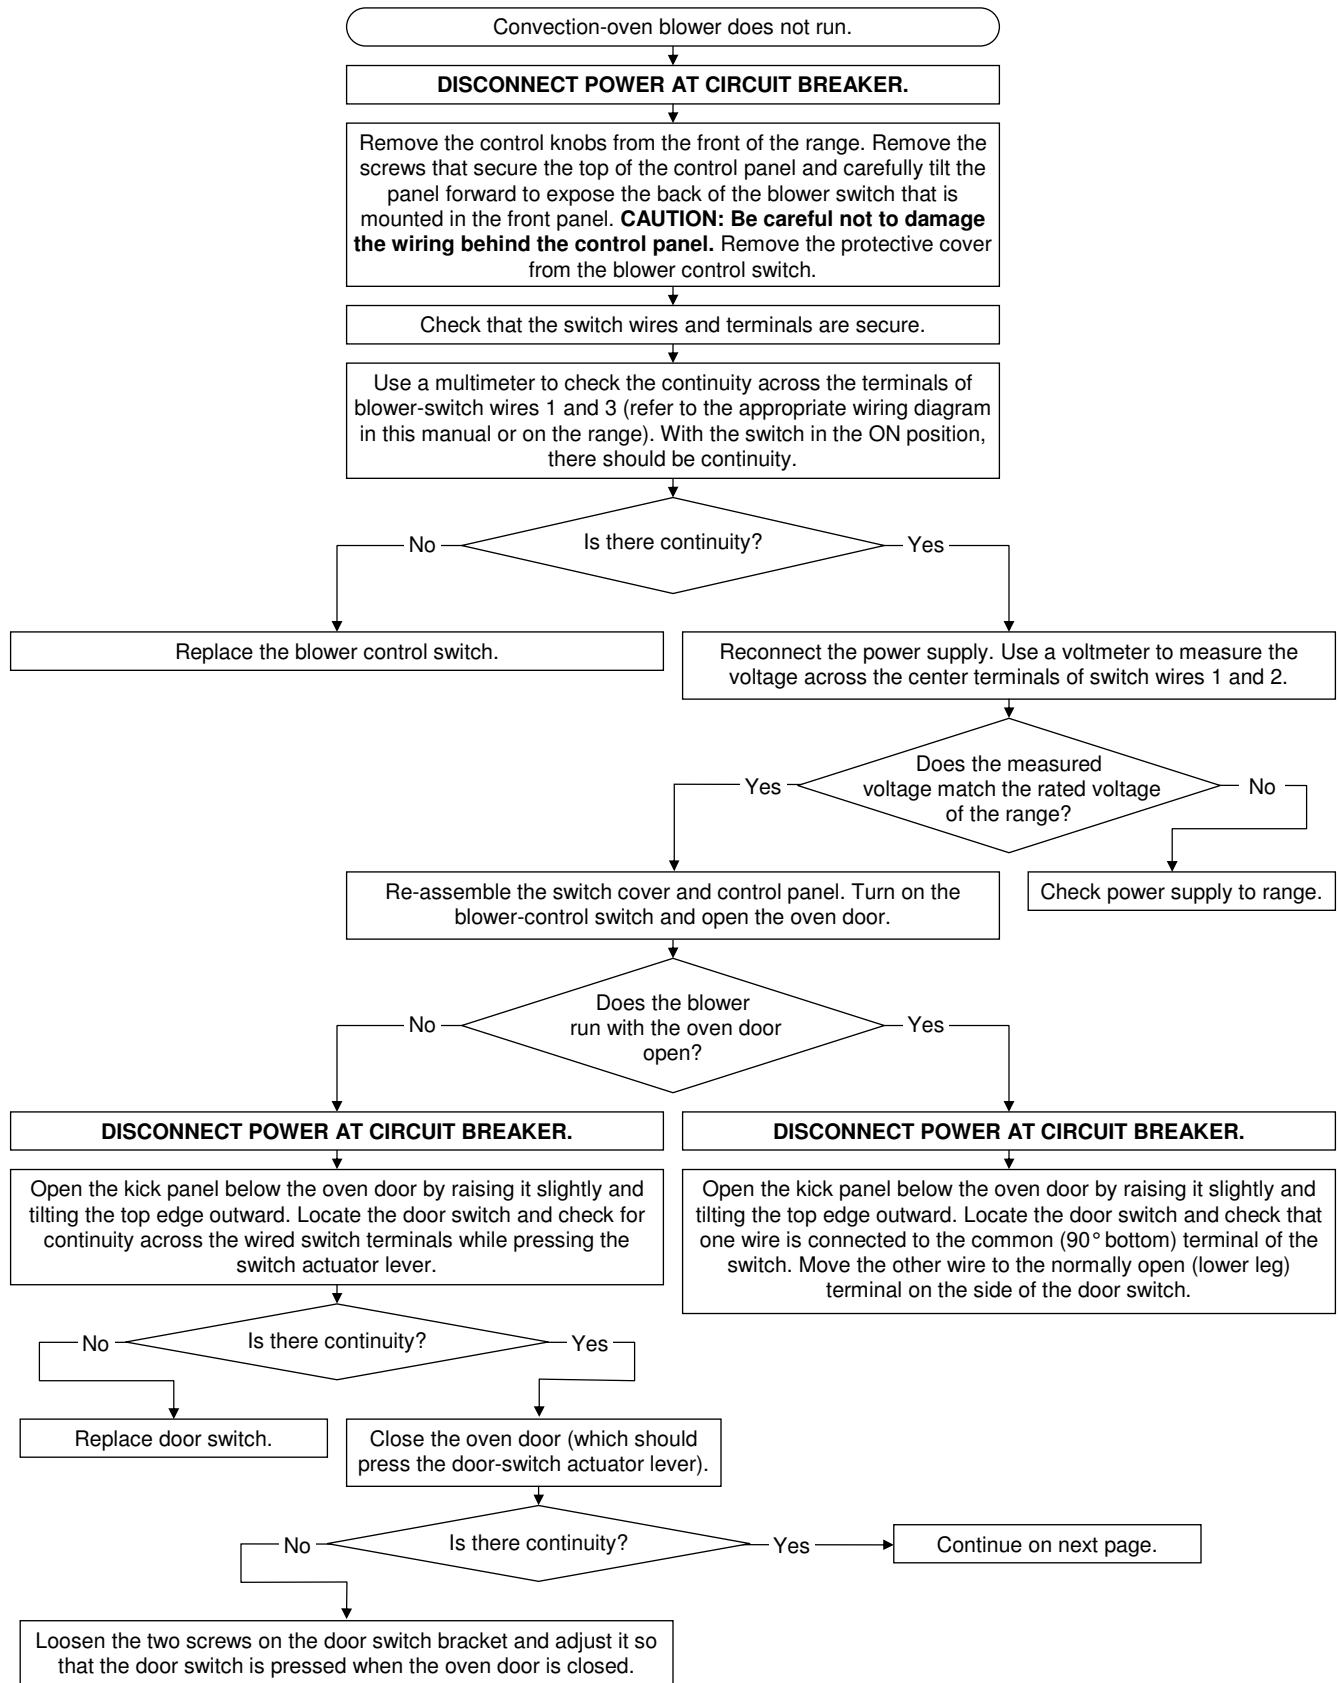 Convection-oven blower does not run.
DISCONNECT POWER AT CIRCUIT BREAKER.
Remove the control knobs from the front of the range. Remove the
screws that secure the top of the control panel and carefully tilt the
panel forward to expose the back of the blower switch that is
mounted in the front panel. CAUTION: Be careful not to damage
the wiring behind the control panel. Remove the protective cover
from the blower control switch.
Check that the switch wires and terminals are secure.
Use a multimeter to check the continuity across the terminals of
blower-switch wires 1 and 3 (refer to the appropriate wiring diagram
in this manual or on the range). With the switch in the ON position,
there should be continuity.
Is there continuity?
No
Yes
Replace the blower control switch.
Reconnect the power supply. Use a voltmeter to measure the
voltage across the center terminals of switch wires 1 and 2.
Does the measured
voltage match the rated voltage
of the range?
Yes
No
Re-assemble the switch cover and control panel. Turn on the
blower-control switch and open the oven door.
Check power supply to range.
Does the blower
run with the oven door
open?
No
Yes
DISCONNECT POWER AT CIRCUIT BREAKER.
Open the kick panel below the oven door by raising it slightly and
tilting the top edge outward. Locate the door switch and check for
continuity across the wired switch terminals while pressing the
switch actuator lever.
DISCONNECT POWER AT CIRCUIT BREAKER.
Open the kick panel below the oven door by raising it slightly and
tilting the top edge outward. Locate the door switch and check that
one wire is connected to the common (90° bottom) terminal of the
switch. Move the other wire to the normally open (lower leg)
terminal on the side of the door switch.
Is there continuity?
No
Yes
Replace door switch.
Close the oven door (which should
press the door-switch actuator lever).
Is there continuity?
No
Yes
Continue on next page.
Loosen the two screws on the door switch bracket and adjust it so
that the door switch is pressed when the oven door is closed.